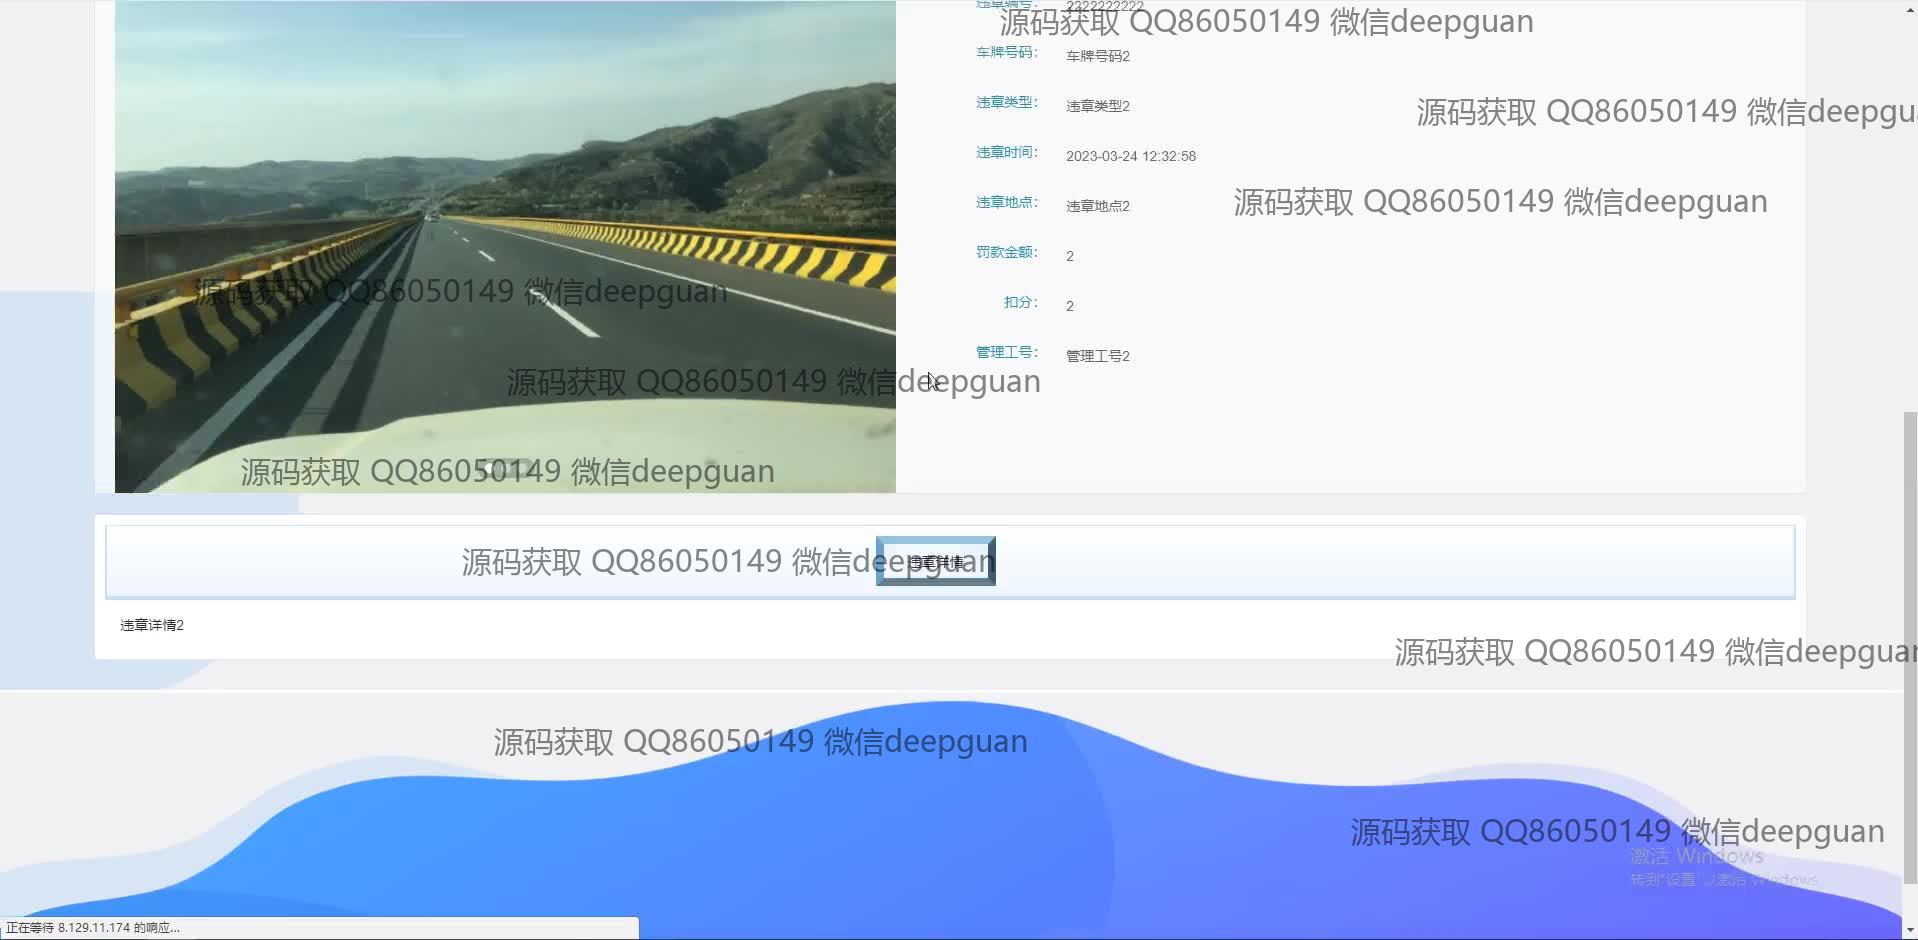 违章编号： 2222222222
源码获取 QQ86050149 微信deepguan
车牌号码： 车牌号码2
违章类型： 违章类型2
源码获取 QQ86050149 微信deepgu
违章时间： 2023-03-24 12:32:58
违章地点： 违章地点2
源码获取 QQ86050149 微信deepguan
罚款金额： 2
源码获取 QQ86050149 微信deepguan
扣分： 2
管理工号： 管理工号2
源码获取 QQ86050149 微信deepguan
源码获取 QQ86050149 微信deepguan
源码获取 QQ86050149 微信deepguan
违章详情
违章详情2
源码获取 QQ86050149 微信deepguan
源码获取 QQ86050149 微信deepguan
源码获取 QQ86050149 微信deepguan
激活 Windows
转到"设置"以激活 Windows。
正在等待 8.129.11.174 的响应...